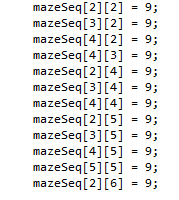 mazeSeq[2][2] = 9;
mazeSeq[3][2] = 9;
mazeSeq[4][2] = 9;
mazeSeq[4][3] = 9;
mazeSeq[2][4] = 9;
mazeSeq[3][4] = 9;
mazeSeq[4][4] = 9;
mazeSeq[2][5] = 9;
mazeSeq[3][5] = 9;
mazeSeq[4][5] = 9;
mazeSeq[5][5] = 9;
mazeSeq[2][6] = 9;